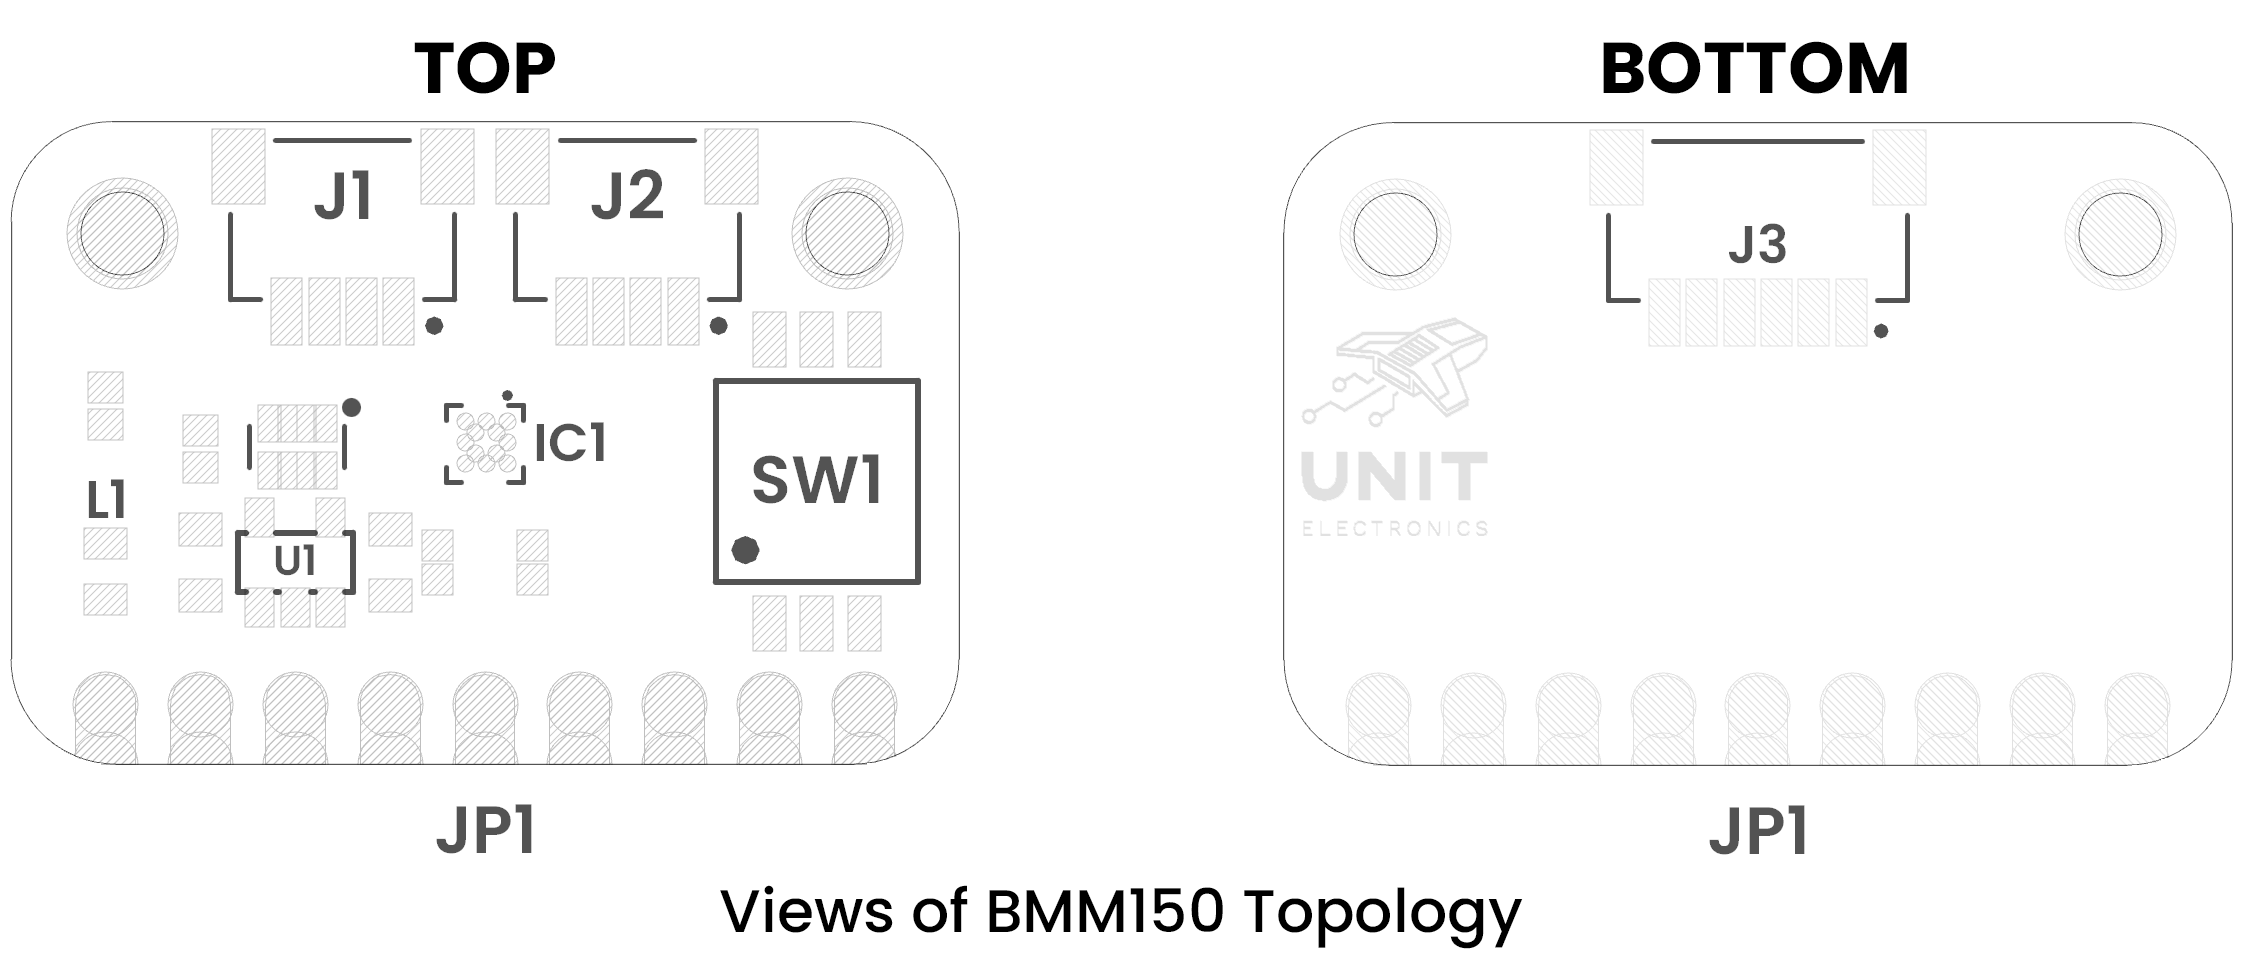 TOP
BOTTOM
J1
J2
J3
IC1
SW1
L1
U1
UNIT
ELECTRONICS
JP1
JP1
Views of BMM150 Topology